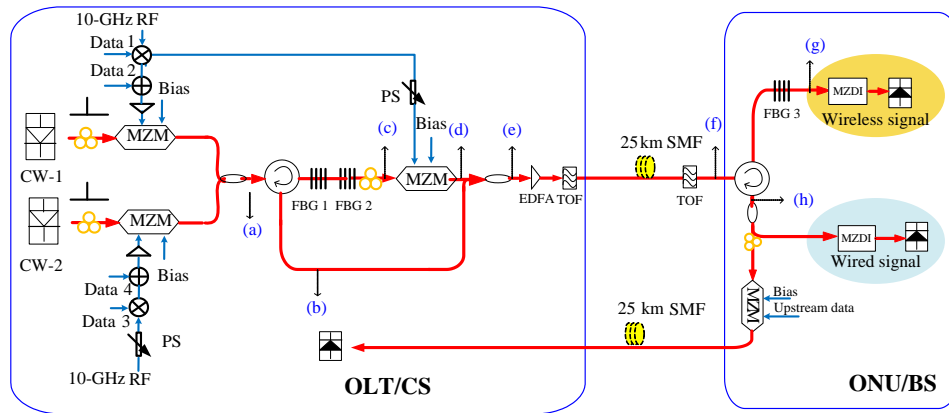 10-GHz RF
Data 1
Data 2
Bias
CW-1
MZM
PS
Bias
(c)
(d)
(e)
MZM
FBG 1
FBG 2
(a)
EDFA
TOF
(b)
CW-2
MZM
Bias
Data 4
Data 3
PS
10-GHz RF
OLT/CS
25 km SMF
TOF
(f)
25 km SMF
(g)
FBG 3
MZDI
Wireless signal
(h)
MZDI
Wired signal
MZM
Bias
Upstream data
ONU/BS